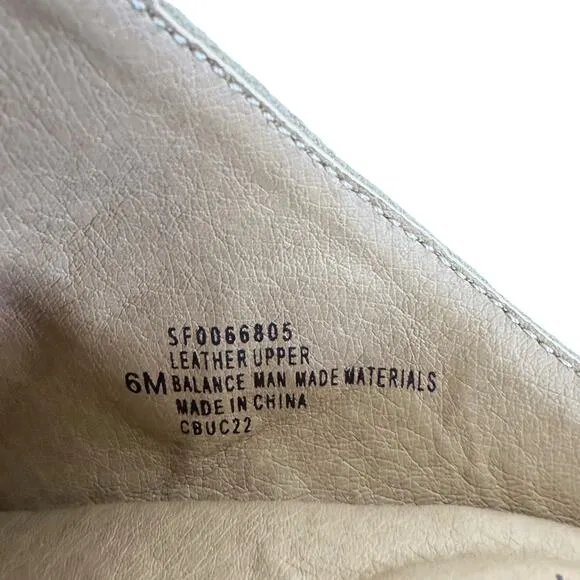 SF0066805
LEATHER UPPER
6M BALANCE MAN MADE MATERIALS
MADE IN CHINA
CBUC22